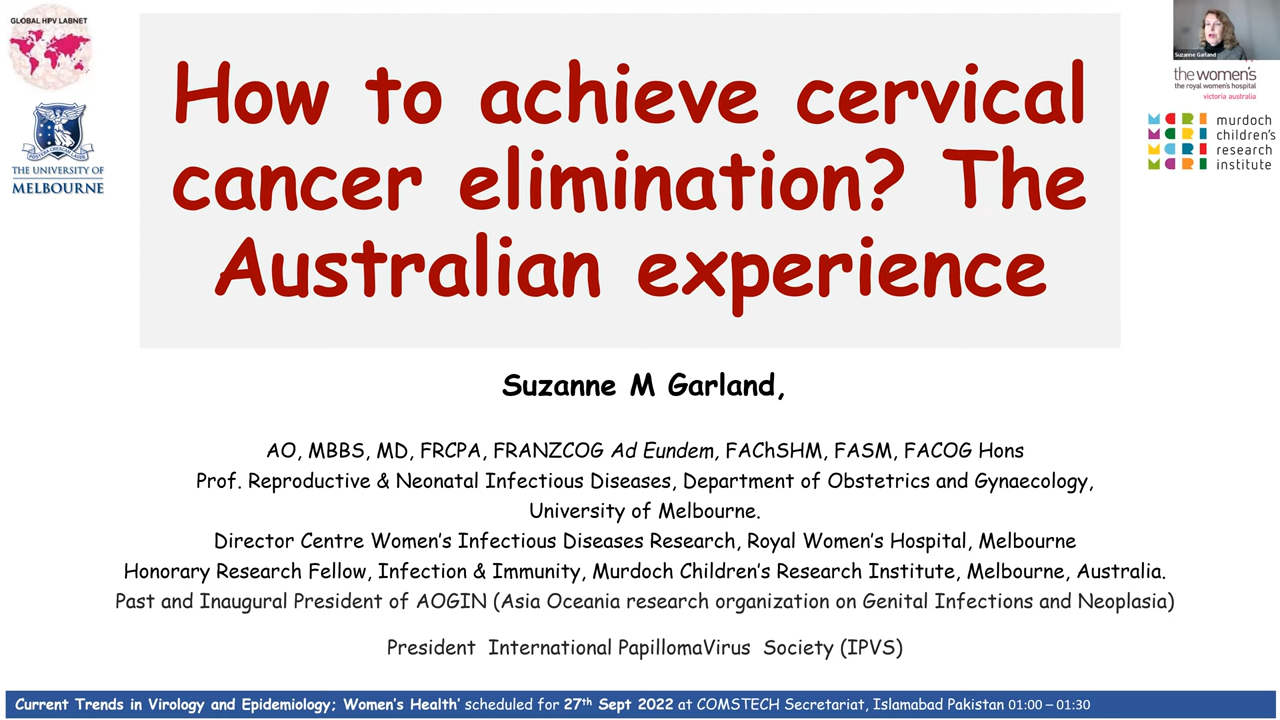 GLOBAL HPV LABNET
THE UNIVERSITY OF
MELBOURNE
How to achieve cervical
cancer elimination? The
Australian experience
Suzanne Garland
the women's
the royal women's hospital
victoria australia
murdoch
children's
research
institute
Suzanne M Garland,
AO, MBBS, MD, FRCPA, FRANZCOG Ad Eundem, FAChSHM, FASM, FACOG Hons
Prof. Reproductive & Neonatal Infectious Diseases, Department of Obstetrics and Gynaecology,
University of Melbourne.
Director Centre Women's Infectious Diseases Research, Royal Women's Hospital, Melbourne
Honorary Research Fellow, Infection & Immunity, Murdoch Children's Research Institute, Melbourne, Australia.
Past and Inaugural President of AOGIN (Asia Oceania research organization on Genital Infections and Neoplasia)
President International PapillomaVirus Society (IPVS)
Current Trends in Virology and Epidemiology; Women's Health' scheduled for 27th Sept 2022 at COMSTECH Secretariat, Islamabad Pakistan 01:00 – 01:30